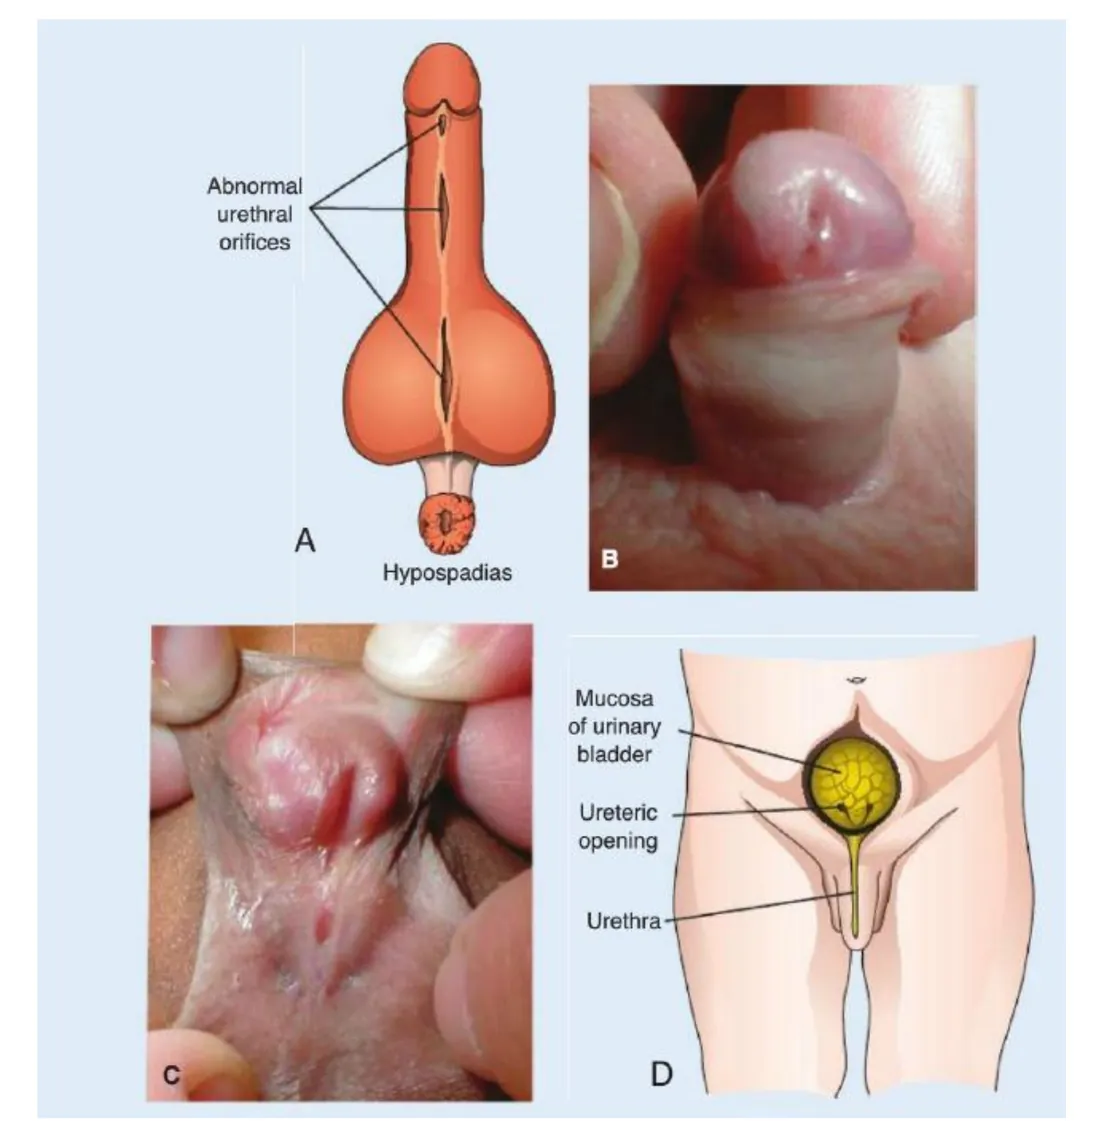 Abnormal
urethral
orifices
A
Hypospadias
B
C
Mucosa
of urinary
bladder
Ureteric
opening
Urethra
D